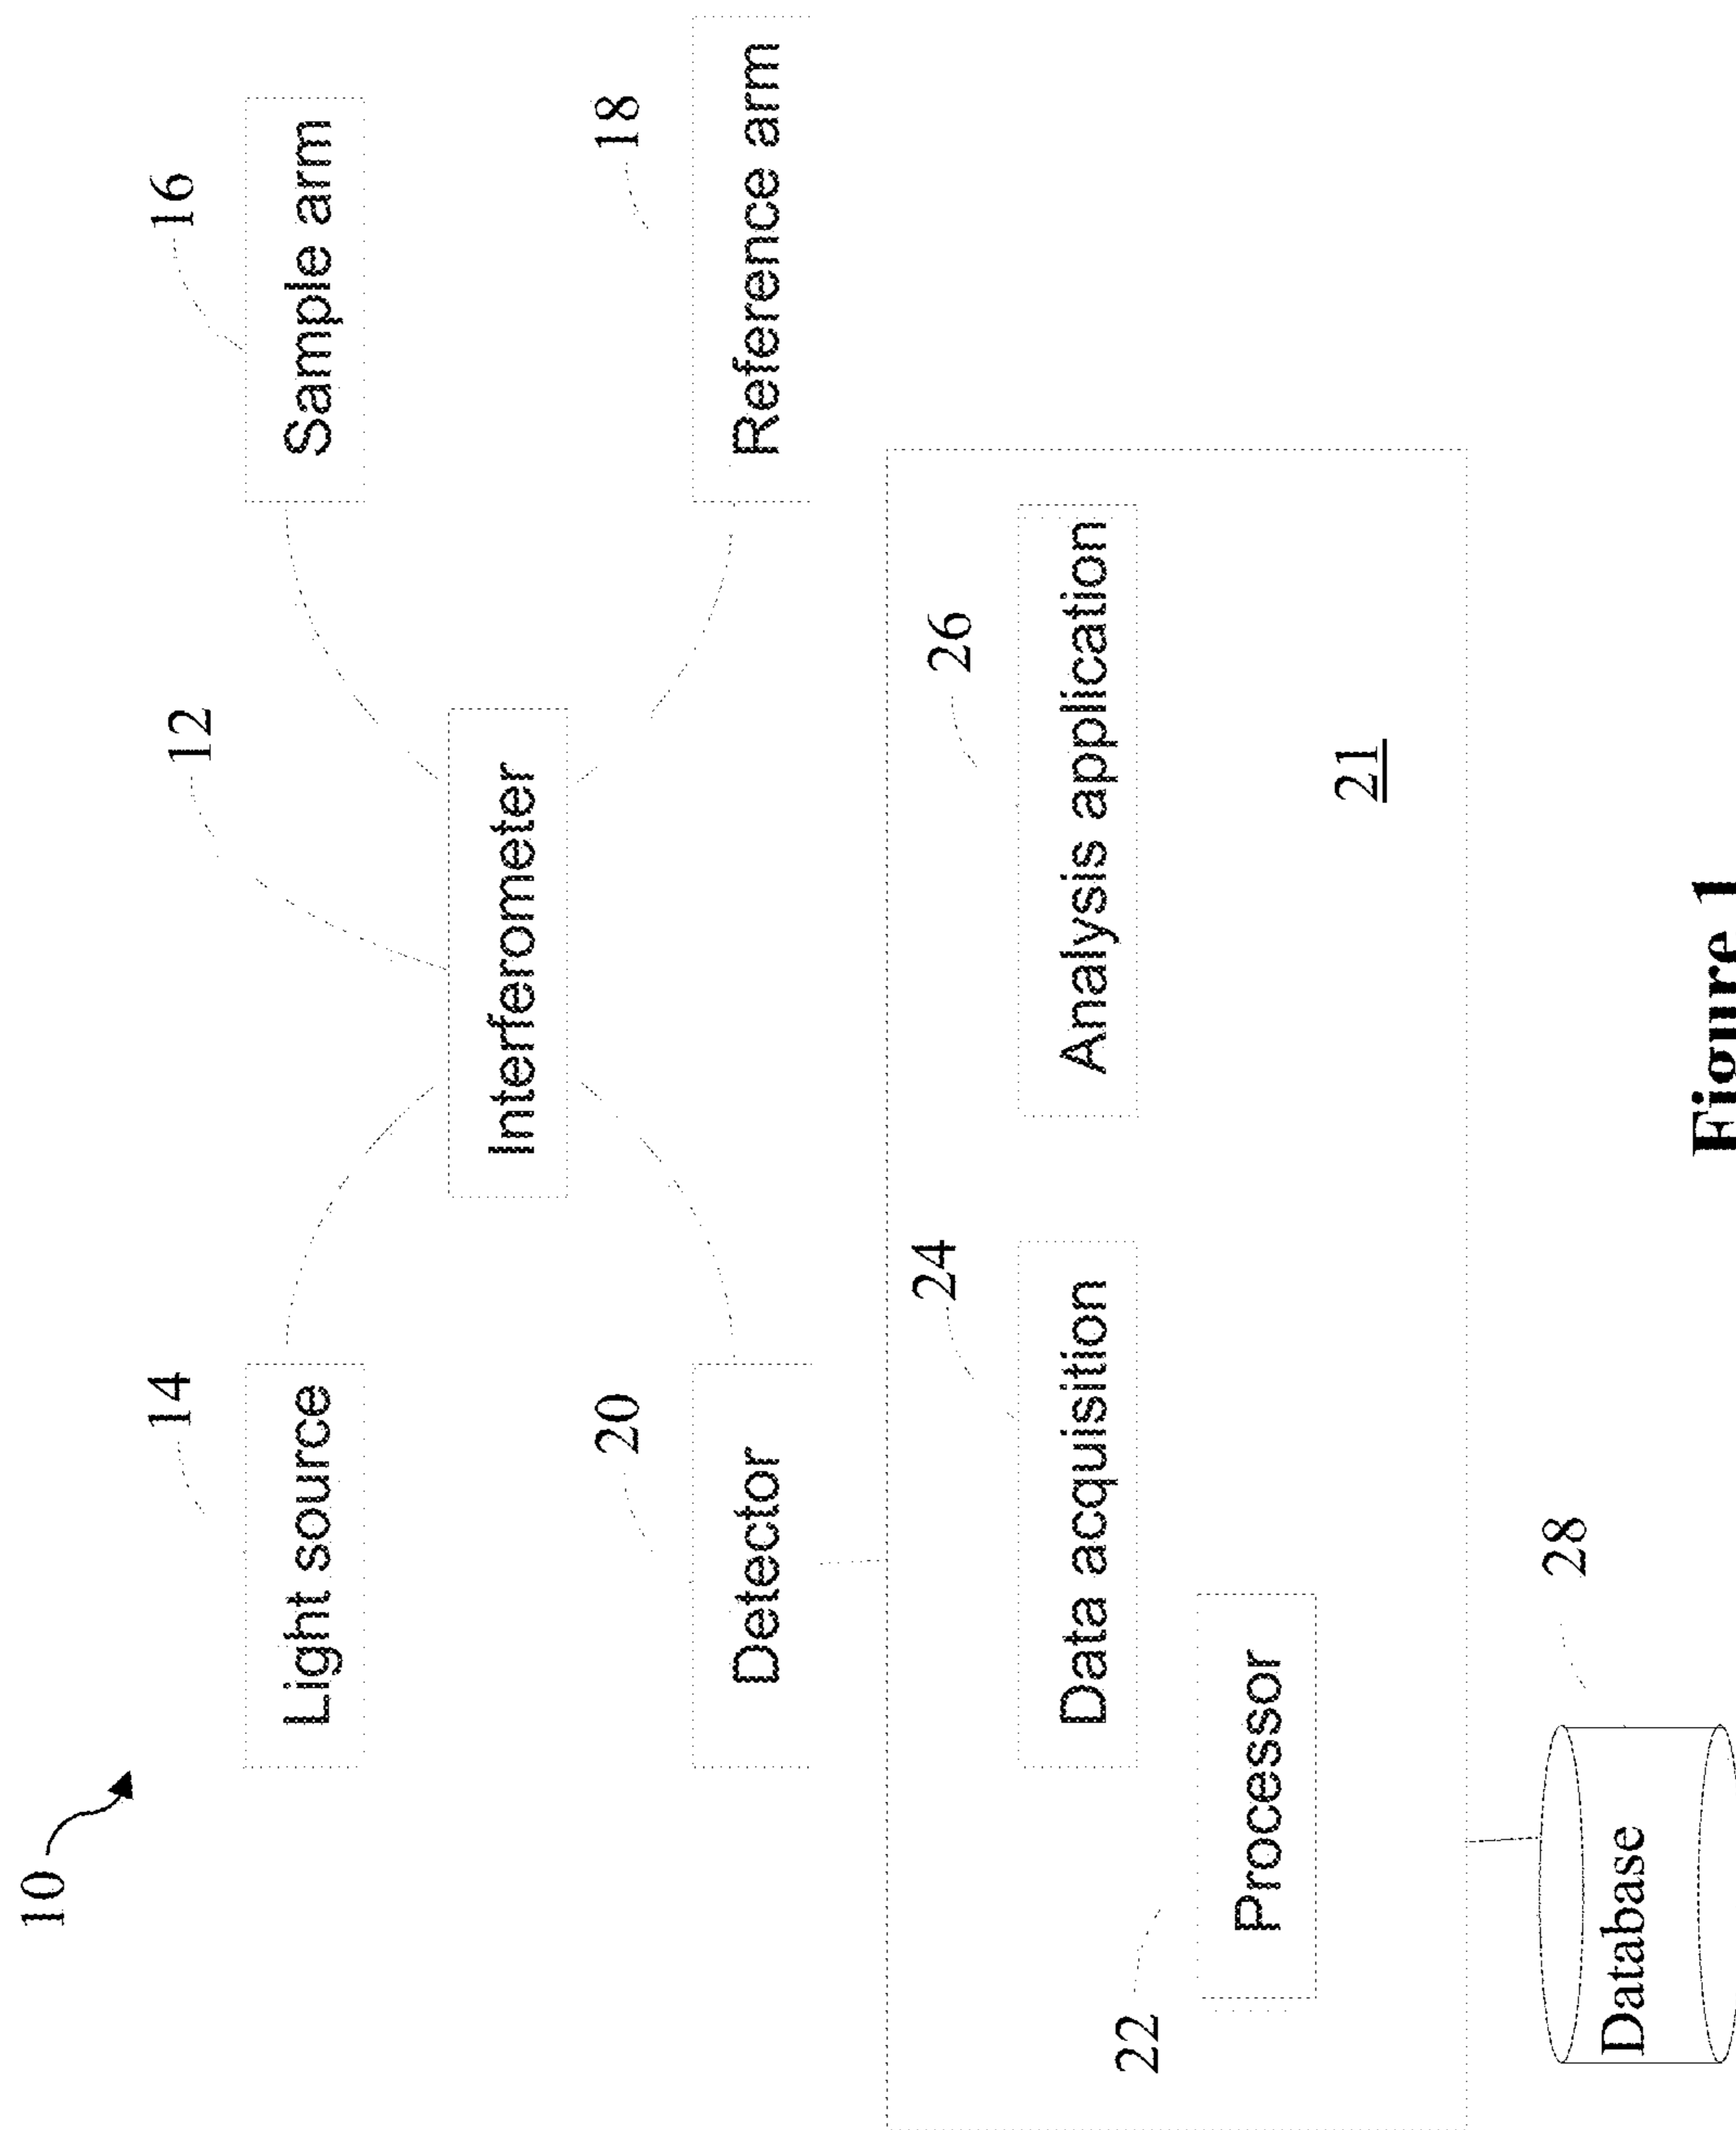 10
14
12
16
Light source
Sample arm
Interferometer
20
18
Detector
Reference arm
24
26
Data acquisition
Analysis application
22
Processor
21
28
Database
Figure 1